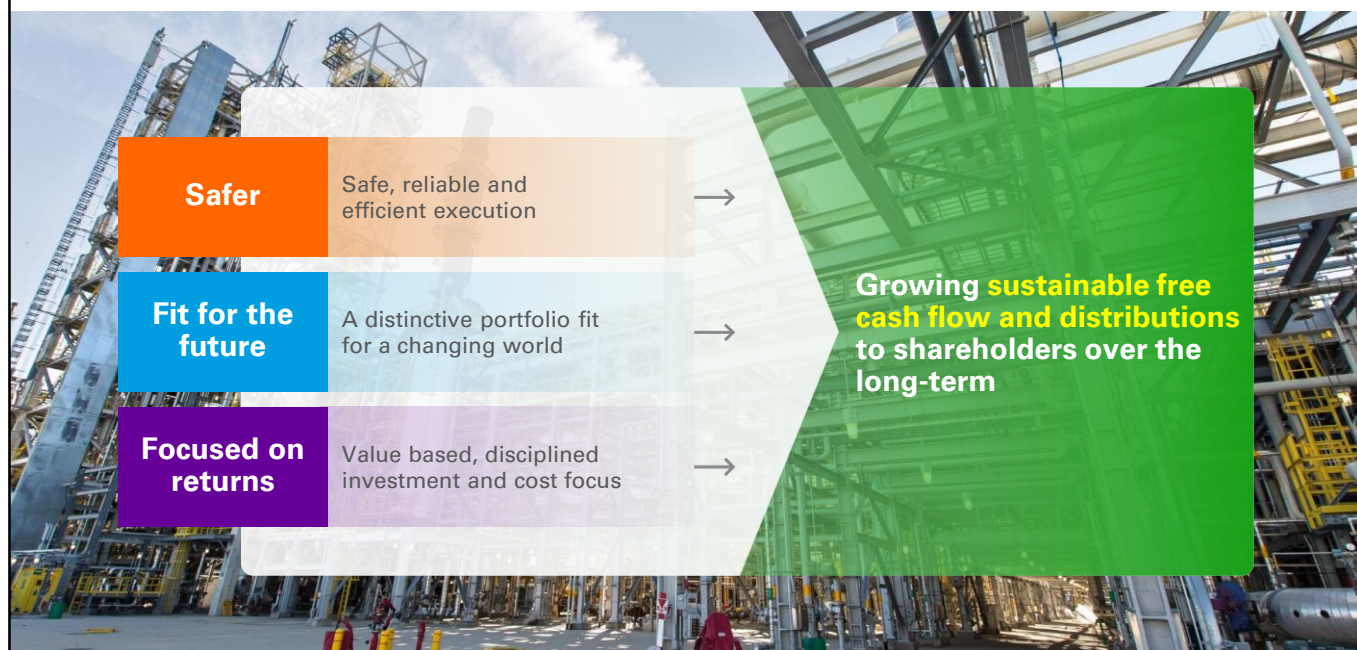 Safer
Safe, reliable and
efficient execution
Fit for the
future
A distinctive portfolio fit
for a changing world
Focused on
returns
Value based, disciplined
investment and cost focus
Growing sustainable free
cash flow and distributions
to shareholders over the
long-term